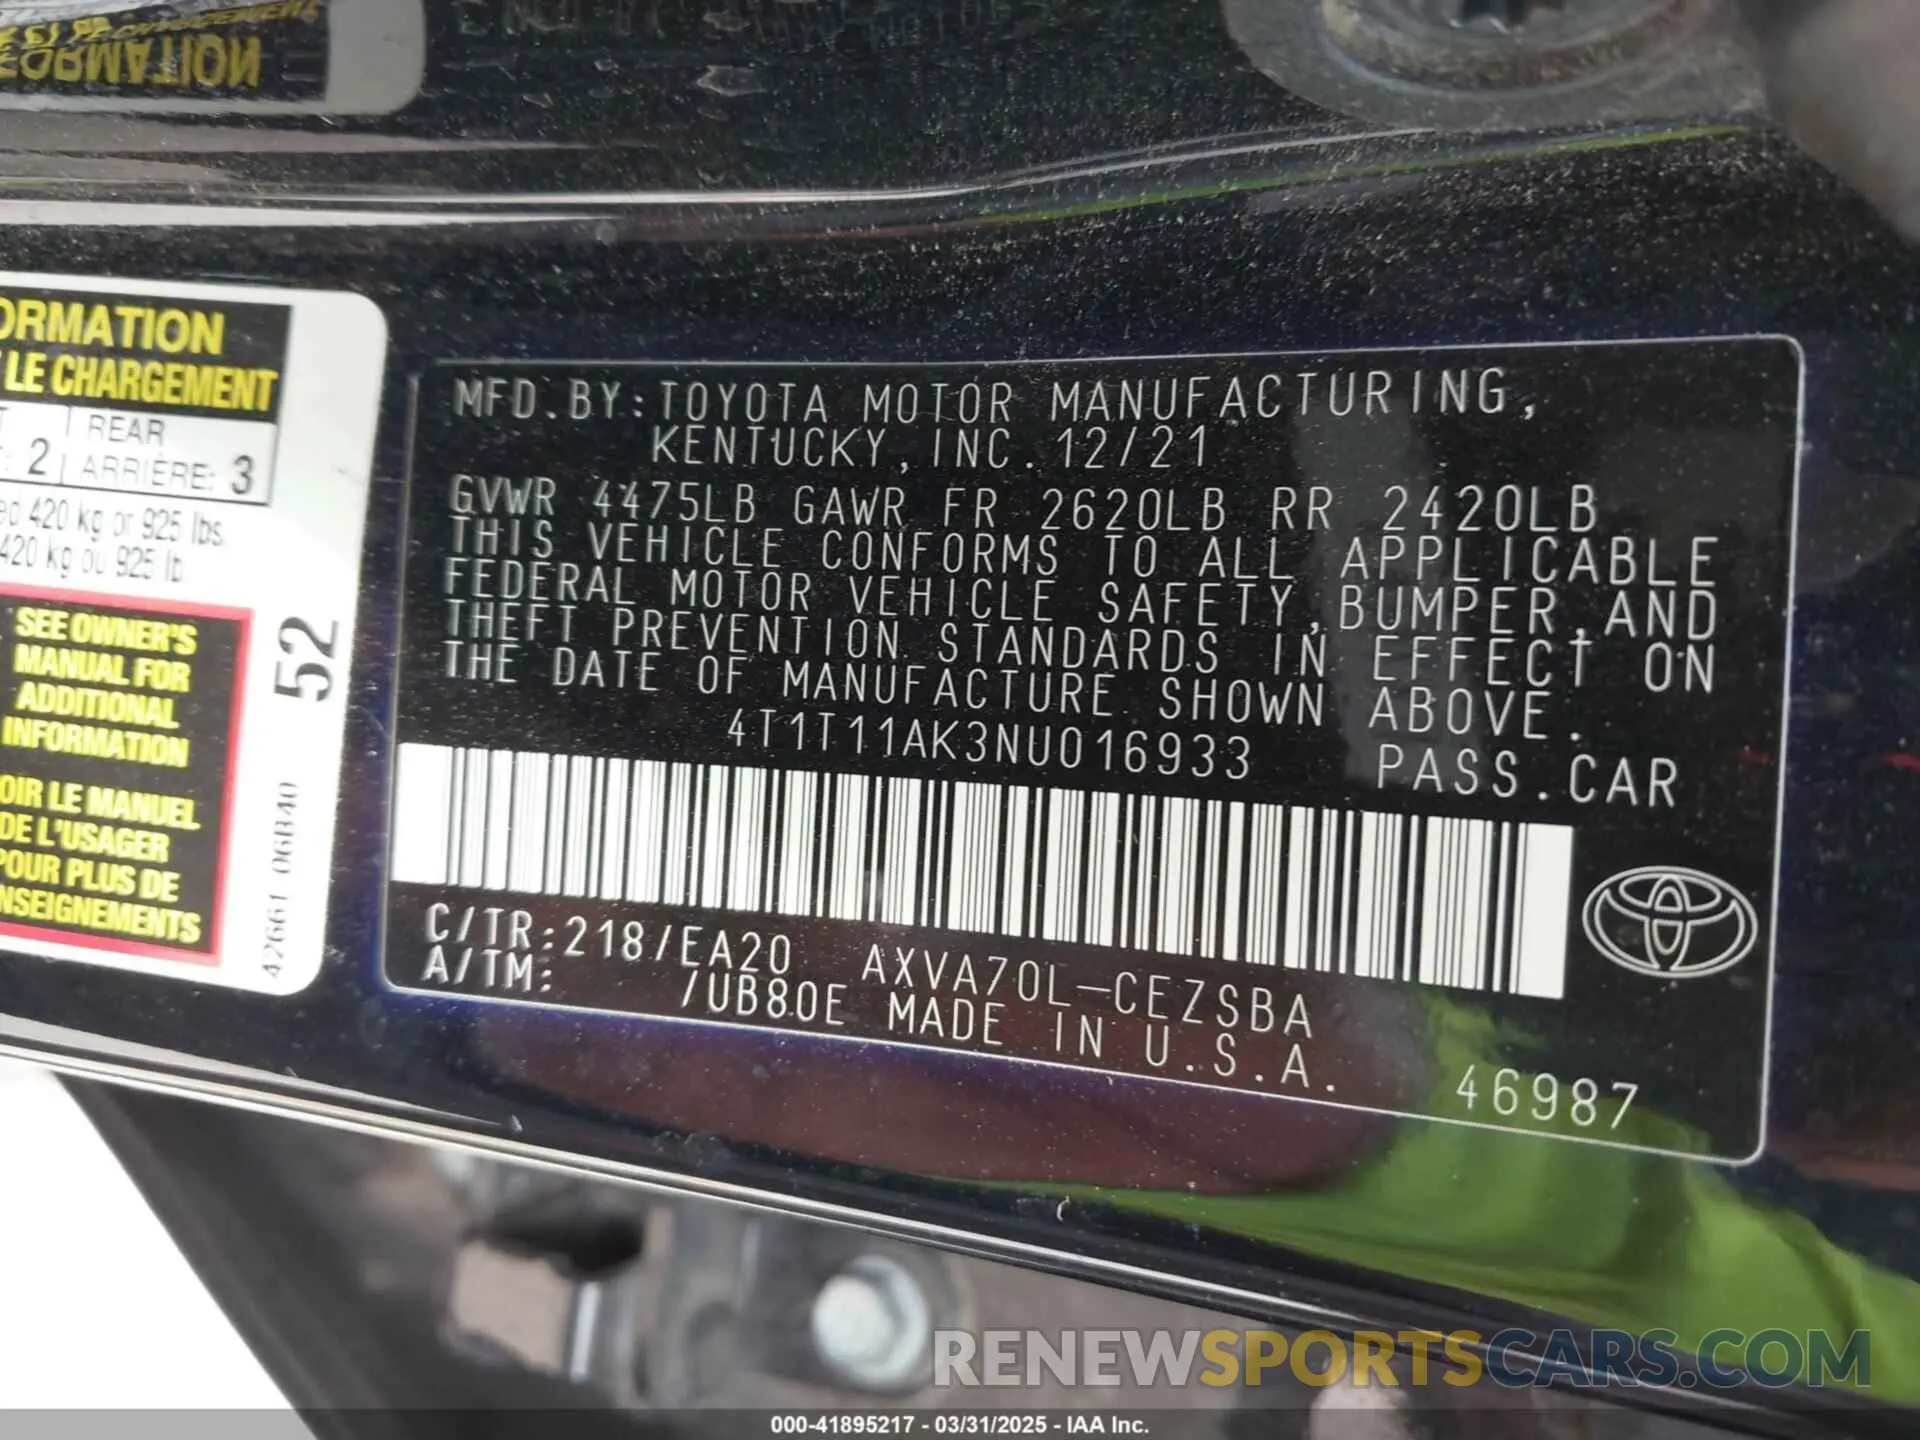 FORMATION
ORMATION
LE CHARGEMENT
REAR
2 ARRIÈRE: 3
420 kg or 925 lbs.
420 kg ou 925 lb.
SEE OWNER'S
MANUAL FOR
ADDITIONAL
INFORMATION
OIR LE MANUEL
DE L'USAGER
POUR PLUS DE
NSEIGNEMENTS
52
42661 06B40
MFD.BY:TOYOTA MOTOR MANUFACTURING,
KENTUCKY,INC. 12/21
GVWR 4475LB GAWR FR 2620LB RR 2420LB
THIS VEHICLE CONFORMS TO ALL APPLICABLE
FEDERAL MOTOR VEHICLE SAFETY,BUMPER,AND
THEFT PREVENTION STANDARDS IN EFFECT ON
THE DATE OF MANUFACTURE SHOWN ABOVE.
4T1T11AK3NU016933 PASS.CAR
C/TR:218/EA20 AXVA70L-CEZSBA
A/TM: /UB80E MADE IN U.S.A.
46987
RENEWSPORTSCARS.COM
000-41895217 - 03/31/2025 - IAA Inc.